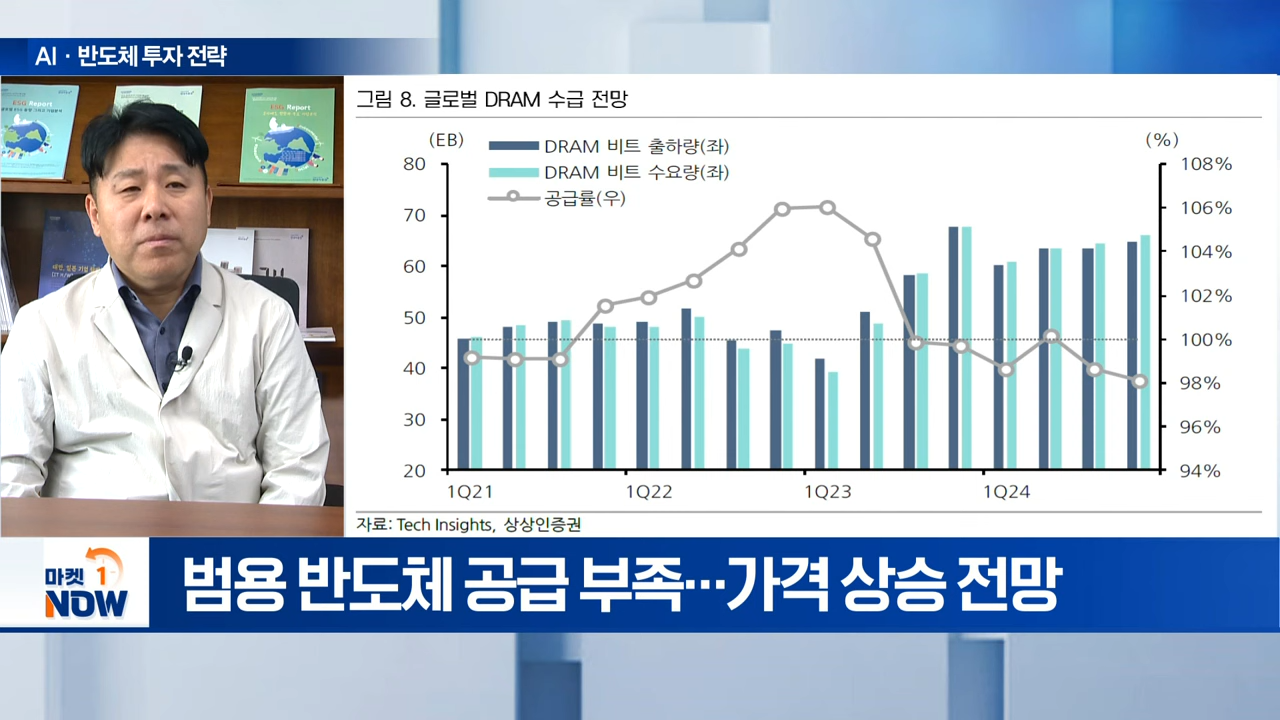 AI · 반도체 투자 전략
ESG Report
ESG Report
그림 8. 글로벌 DRAM 수급 전망
(EB)
(%)
DRAM 비트 출하량(좌)
DRAM 비트 수요량(좌)
공급률(우)
80
70
60
50
40
30
20
108%
106%
104%
102%
100%
98%
96%
94%
1Q21
1Q22
1Q23
1Q24
자료: Tech Insights, 상상인증권
마켓 1
NOW
범용 반도체 공급 부족…가격 상승 전망